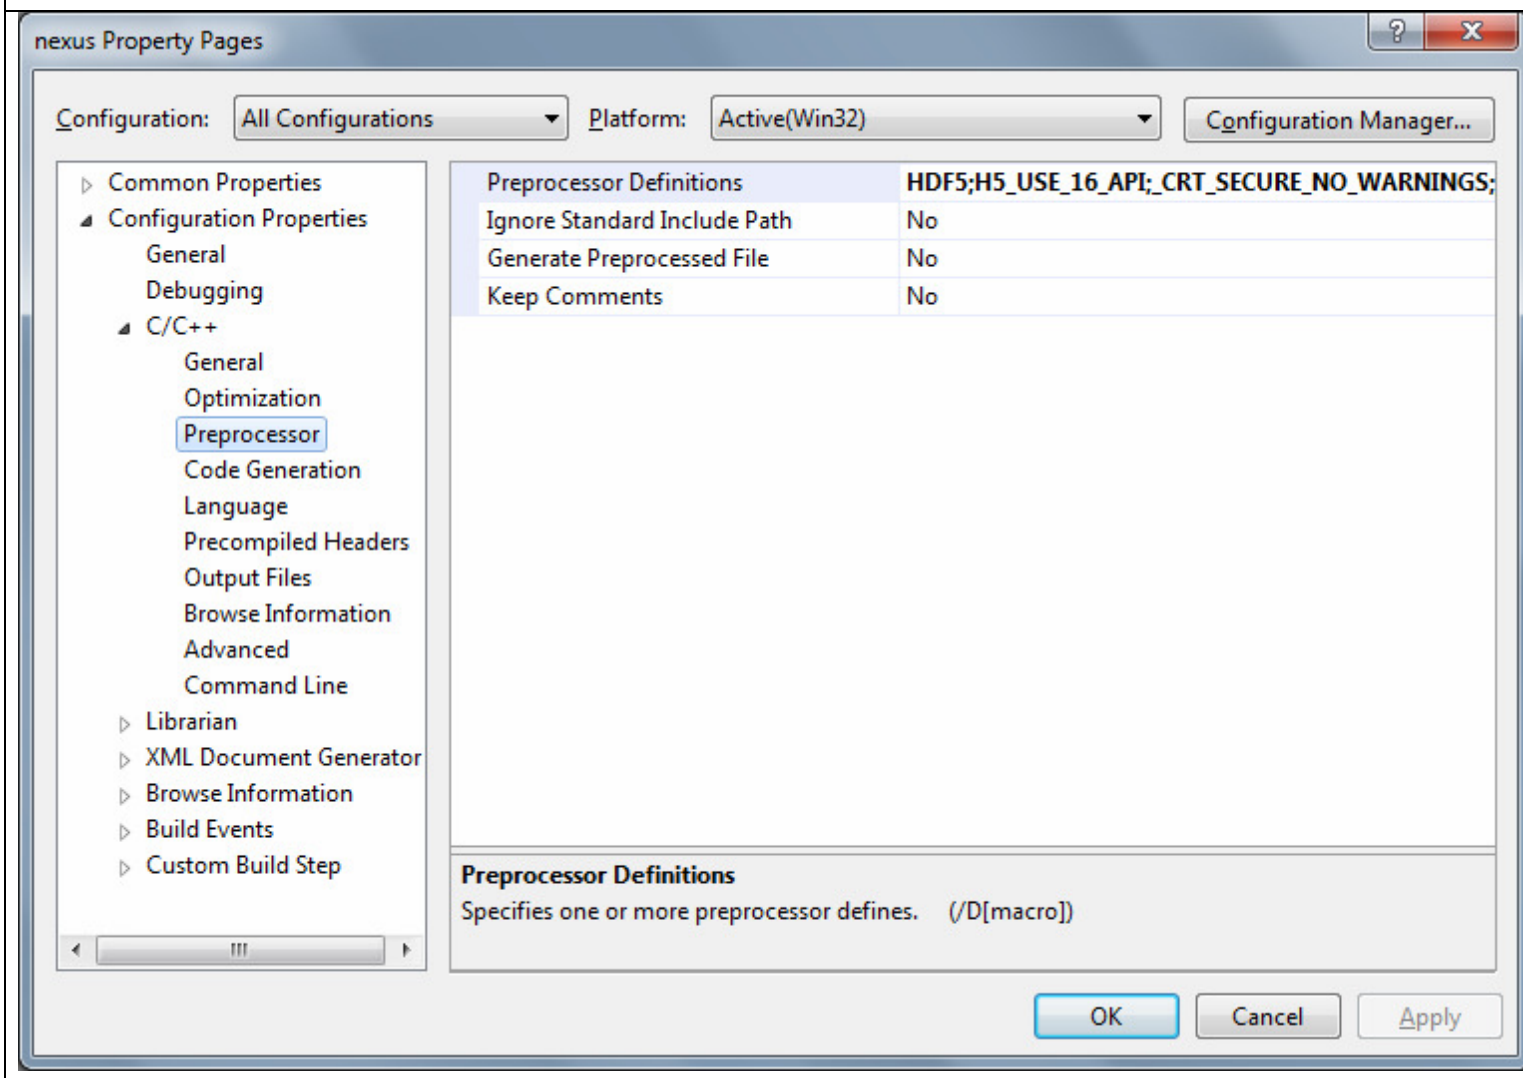 nexus Property Pages
Configuration: All Configurations Platform: Active(Win32) Configuration Manager...
Common Properties
Configuration Properties
General
Debugging
C/C++
General
Optimization
Preprocessor
Code Generation
Language
Precompiled Headers
Output Files
Browse Information
Advanced
Command Line
Librarian
XML Document Generator
Browse Information
Build Events
Custom Build Step
Preprocessor Definitions HDF5;H5_USE_16_API;_CRT_SECURE_NO_WARNINGS;
Ignore Standard Include Path No
Generate Preprocessed File No
Keep Comments No
Preprocessor Definitions
Specifies one or more preprocessor defines. (/D[macro])
OK Cancel Apply